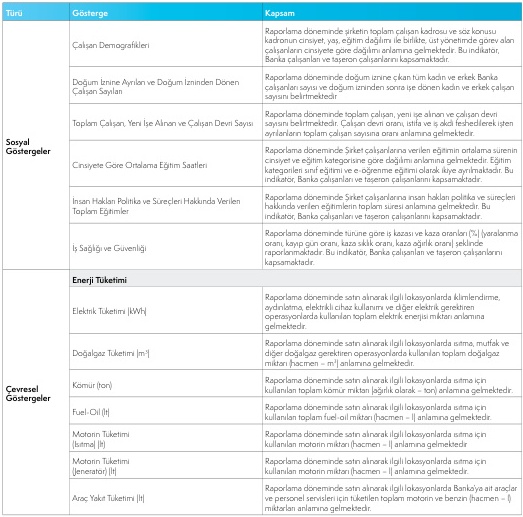 Türü Gösterge Kapsam
Sosyal
Göstergeler
Çalışan Demografikleri
Raporlama döneminde şirketin toplam çalışan kadrosu ve söz konusu
kadronun cinsiyet, yaş, eğitim dağılımı ile birlikte, üst yönetimde görev alan
çalışanların cinsiyete göre dağılımı anlamına gelmektedir. Bu indikatör,
Banka çalışanları ve taşeron çalışanlarını kapsamaktadır.
Doğum İznine Ayrılan ve Doğum İzninden Dönen
Çalışan Sayıları
Raporlama döneminde doğum iznine çıkan tüm kadın ve erkek Banka
çalışanları sayısı ve doğum izninden sonra işe dönen kadın ve erkek çalışan
sayısını belirtmektedir
Toplam Çalışan, Yeni İşe Alınan ve Çalışan Devri Sayısı
Raporlama döneminde toplam çalışan, yeni işe alınan ve çalışan devri
sayısını belirtmektedir. Çalışan devri oranı, istifa ve iş akdi feshedilerek işten
ayrılanların toplam çalışan sayısına oranı anlamına gelmektedir.
Cinsiyete Göre Ortalama Eğitim Saatleri
Raporlama döneminde Şirket çalışanlarına verilen eğitimin ortalama sürenin
cinsiyet ve eğitim kategorisine göre dağılımı anlamına gelmektedir. Eğitim
kategorileri sınıf eğitimi ve e-öğrenme eğitimi olarak ikiye ayrılmaktadır. Bu
indikatör, Banka çalışanları ve taşeron çalışanlarını kapsamaktadır.
İnsan Hakları Politika ve Süreçleri Hakkında Verilen
Toplam Eğitimler
Raporlama döneminde Şirket çalışanlarına insan hakları politika ve süreçleri
hakkında verilen eğitimlerin toplam süresi anlamına gelmektedir. Bu
indikatör, Banka çalışanları ve taşeron çalışanlarını kapsamaktadır.
İş Sağlığı ve Güvenliği
Raporlama döneminde türüne göre iş kazası ve kaza oranları (%) (yaralanma
oranı, kayıp gün oranı, kaza sıklık oranı, kaza ağırlık oranı) şeklinde
raporlanmaktadır. Bu indikatör, Banka çalışanları ve taşeron çalışanlarını
kapsamaktadır.
Çevresel
Göstergeler
Enerji Tüketimi
Elektrik Tüketimi (kWh)
Raporlama döneminde satın alınarak ilgili lokasyonlarda iklimlendirme,
aydınlatma, elektrikli cihaz kullanımı ve diğer elektrik gerektiren
operasyonlarda kullanılan toplam elektrik enerjisi miktarı anlamına
gelmektedir.
Doğalgaz Tüketimi (m³)
Raporlama döneminde satın alınarak ilgili lokasyonlarda ısıtma, mutfak ve
diğer doğalgaz gerektiren operasyonlarda kullanılan toplam doğalgaz
miktarı (hacmen – m³) anlamına gelmektedir.
Kömür (ton)
Raporlama döneminde satın alınarak ilgili lokasyonlarda ısıtma için
kullanılan toplam kömür miktarı (ağırlık olarak – ton) anlamına gelmektedir.
Fuel-Oil (lt)
Raporlama döneminde satın alınarak ilgili lokasyonlarda ısıtma için
kullanılan toplam fuel-oil miktarı (hacmen – l) anlamına gelmektedir.
Motorin Tüketimi
(Isıtma) (lt)
Raporlama döneminde satın alınarak ilgili lokasyonlarda ısıtma için
kullanılan motorin miktarı (hacmen – l) anlamına gelmektedir
Motorin Tüketimi
(Jeneratör) (lt)
Raporlama döneminde satın alınarak ilgili lokasyonlarda ısıtma için
kullanılan motorin miktarı (hacmen – l) anlamına gelmektedir.
Araç Yakıt Tüketimi (lt)
Raporlama döneminde satın alınarak ilgili lokasyonlarda Banka'ya ait araçlar
ve personel servisleri için tüketilen toplam motorin ve benzin (hacmen – l)
miktarları anlamına gelmektedir.